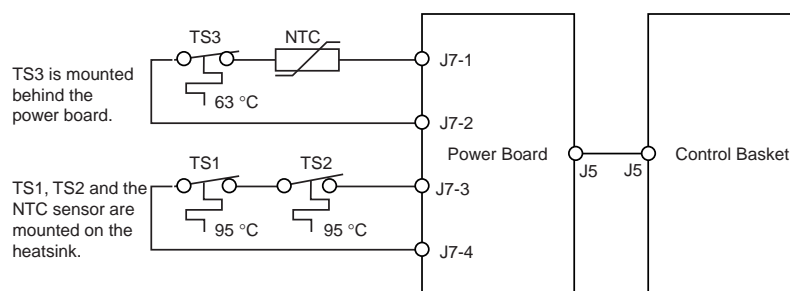 TS3 NTC
J7-1
TS3 is mounted
behind the
power board.
63 °C
J7-2
Power Board
J5 J5
Control Basket
TS1 TS2
J7-3
TS1, TS2 and the
NTC sensor are
mounted on the
heatsink.
95 °C 95 °C
J7-4